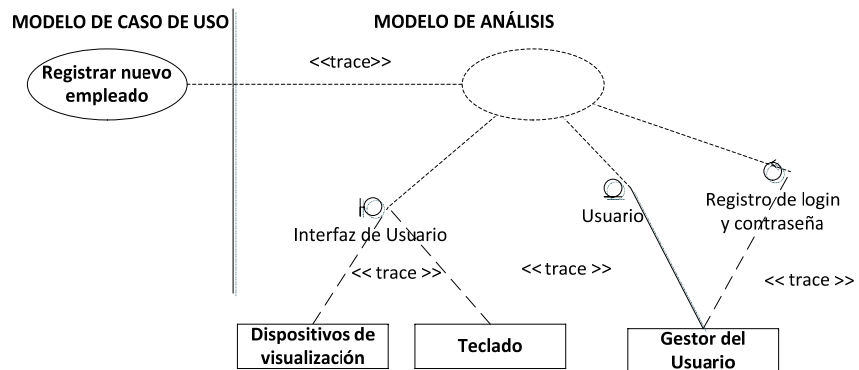 MODELO DE CASO DE USO
MODELO DE ANÁLISIS
Registrar nuevo
empleado
<<trace>>
Interfaz de Usuario
Usuario
Registro de login
y contraseña
<< trace >>
<< trace >>
<< trace >>
Dispositivos de
visualización
Teclado
Gestor del
Usuario